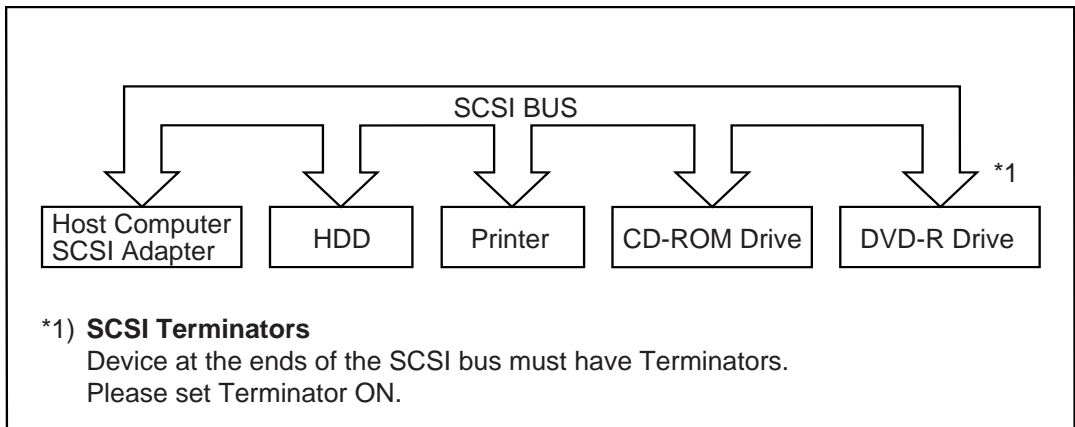 SCSI BUS
*1
Host Computer
SCSI Adapter
HDD
Printer
CD-ROM Drive
DVD-R Drive
*1) SCSI Terminators
Device at the ends of the SCSI bus must have Terminators.
Please set Terminator ON.